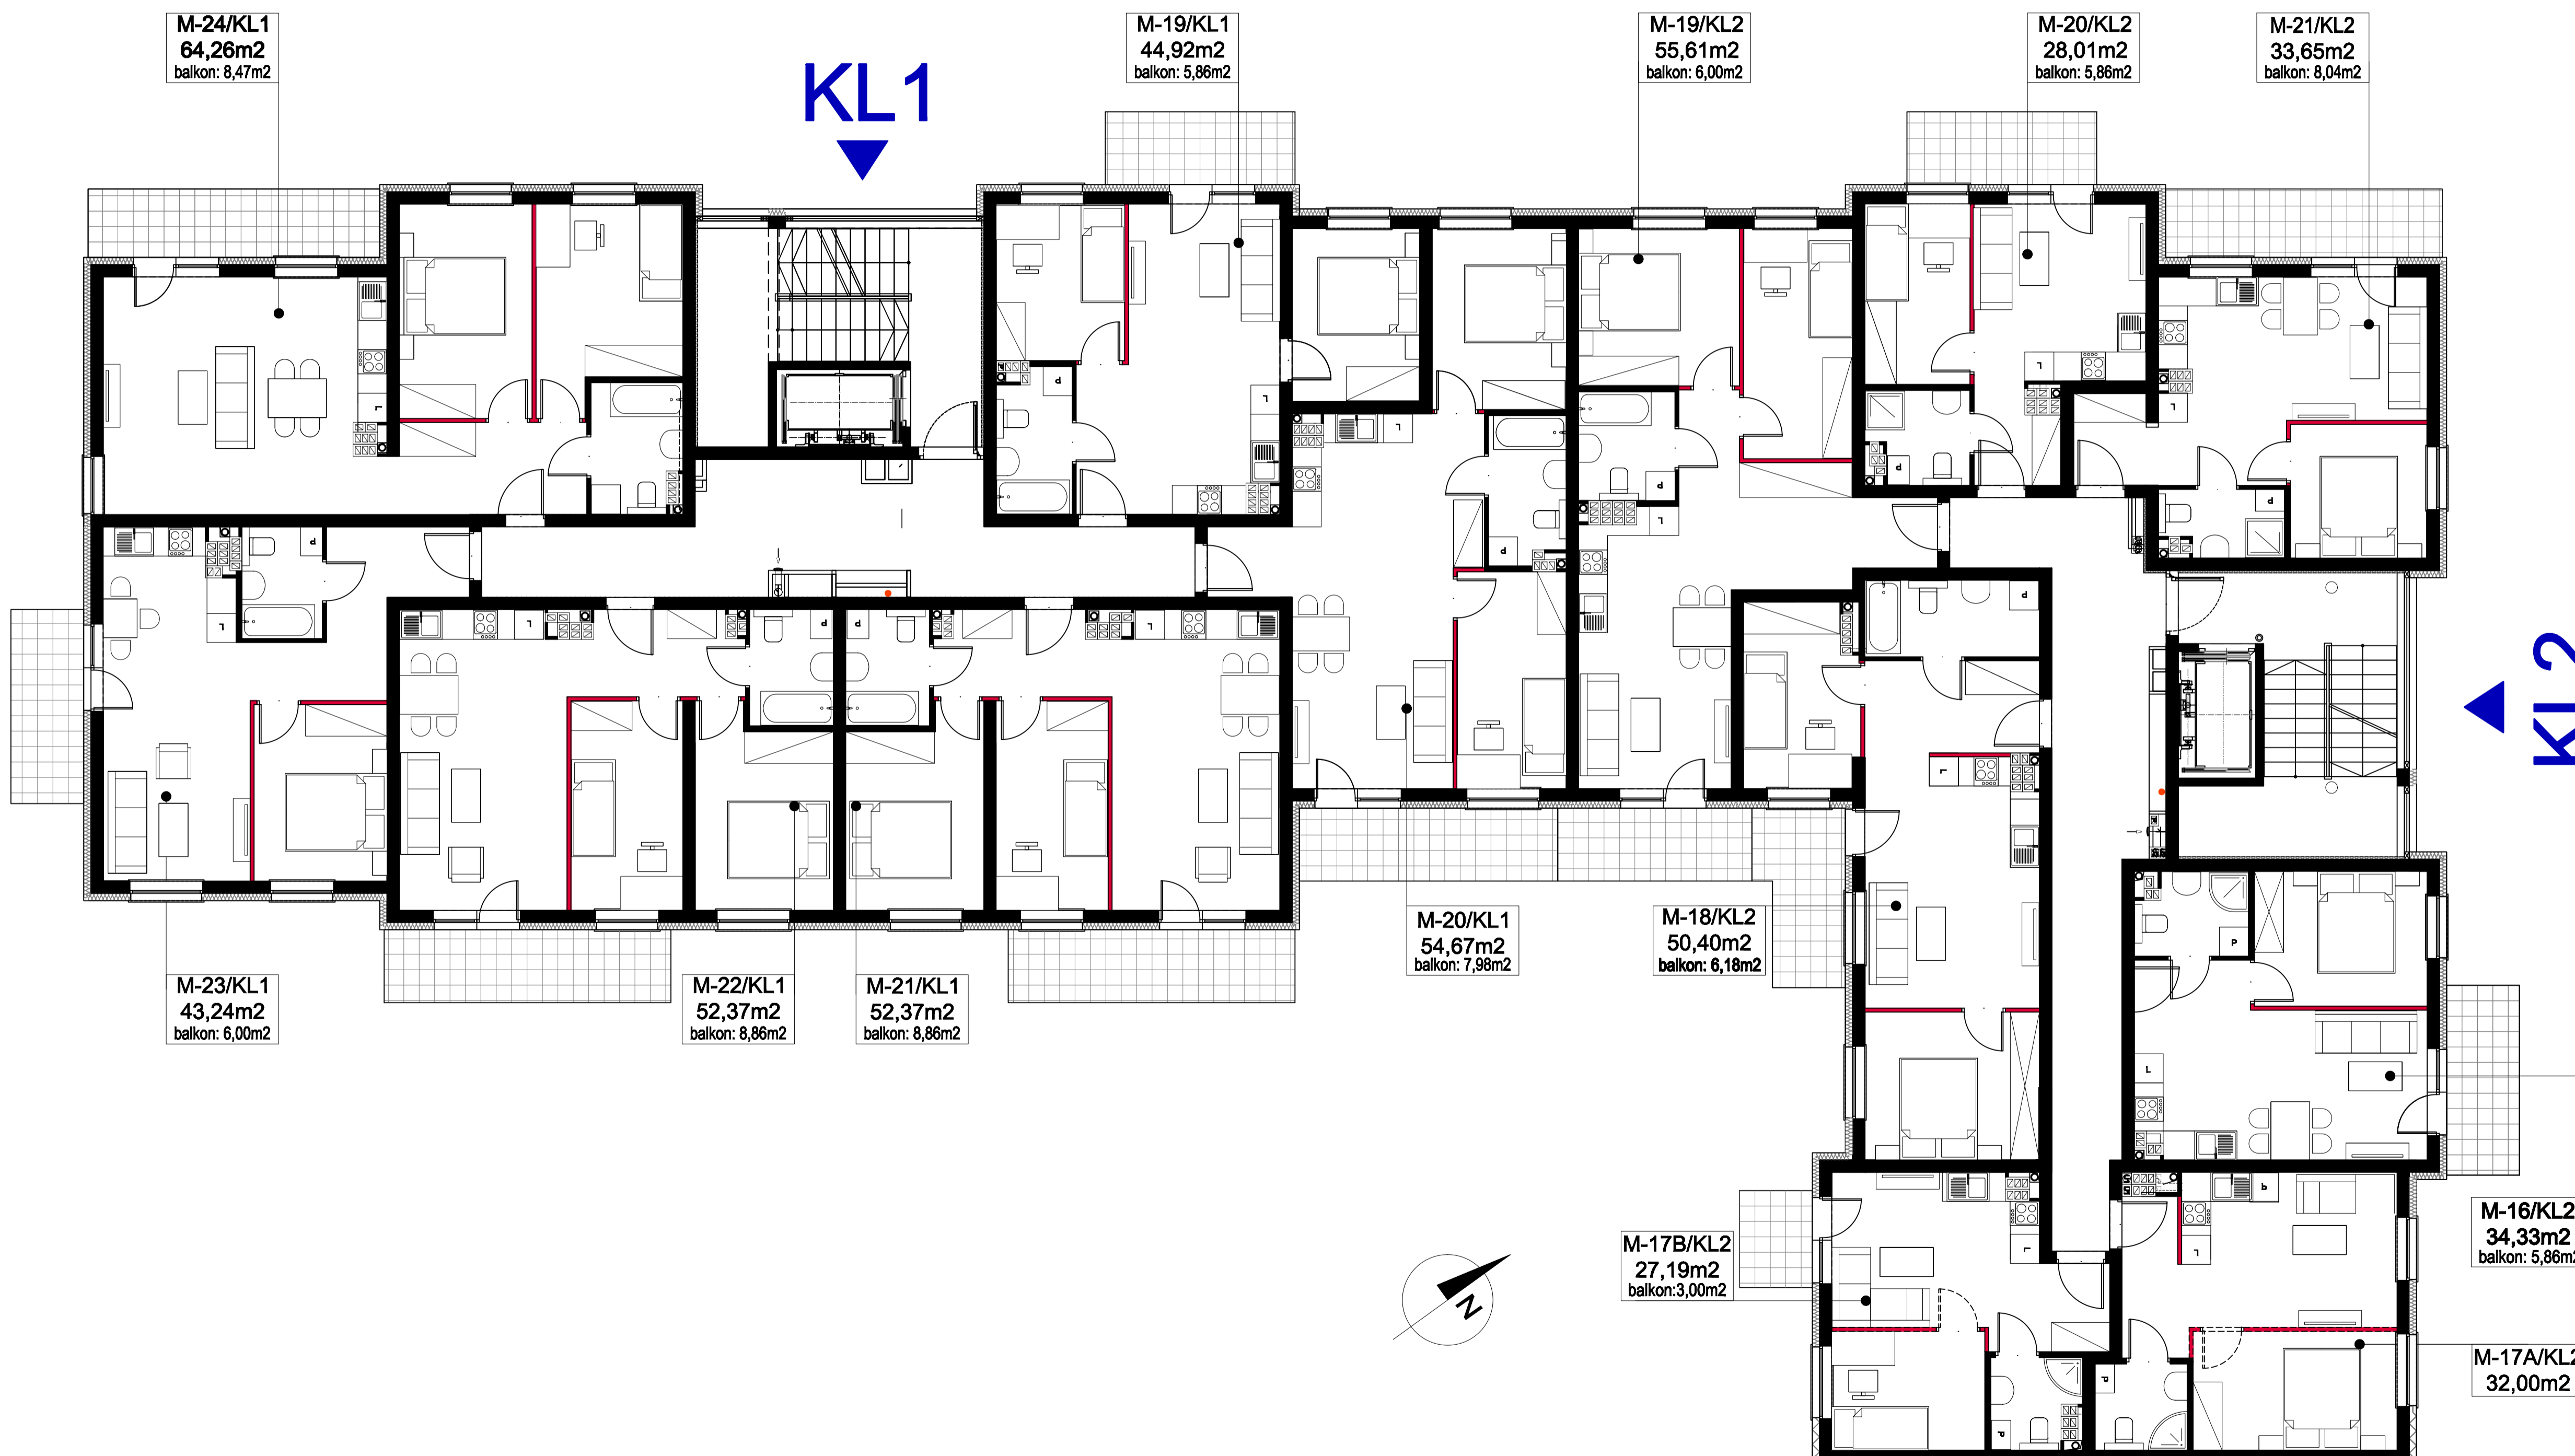 M-24/KL1
64,26m2
balkon: 8,47m2
KL1
M-19/KL1
44,92m2
balkon: 5,86m2
M-19/KL2
55,61m2
balkon: 6,00m2
M-20/KL2
28,01m2
balkon: 5,86m2
M-21/KL2
33,65m2
balkon: 8,04m2
KL2
M-23/KL1
43,24m2
balkon: 6,00m2
M-22/KL1
52,37m2
balkon: 8,86m2
M-21/KL1
52,37m2
balkon: 8,86m2
M-20/KL1
54,67m2
balkon: 7,98m2
M-18/KL2
50,40m2
balkon: 6,18m2
M-17B/KL2
27,19m2
balkon:3,00m2
M-16/KL2
34,33m2
balkon: 5,86m2
M-17A/KL2
32,00m2
N
P
L